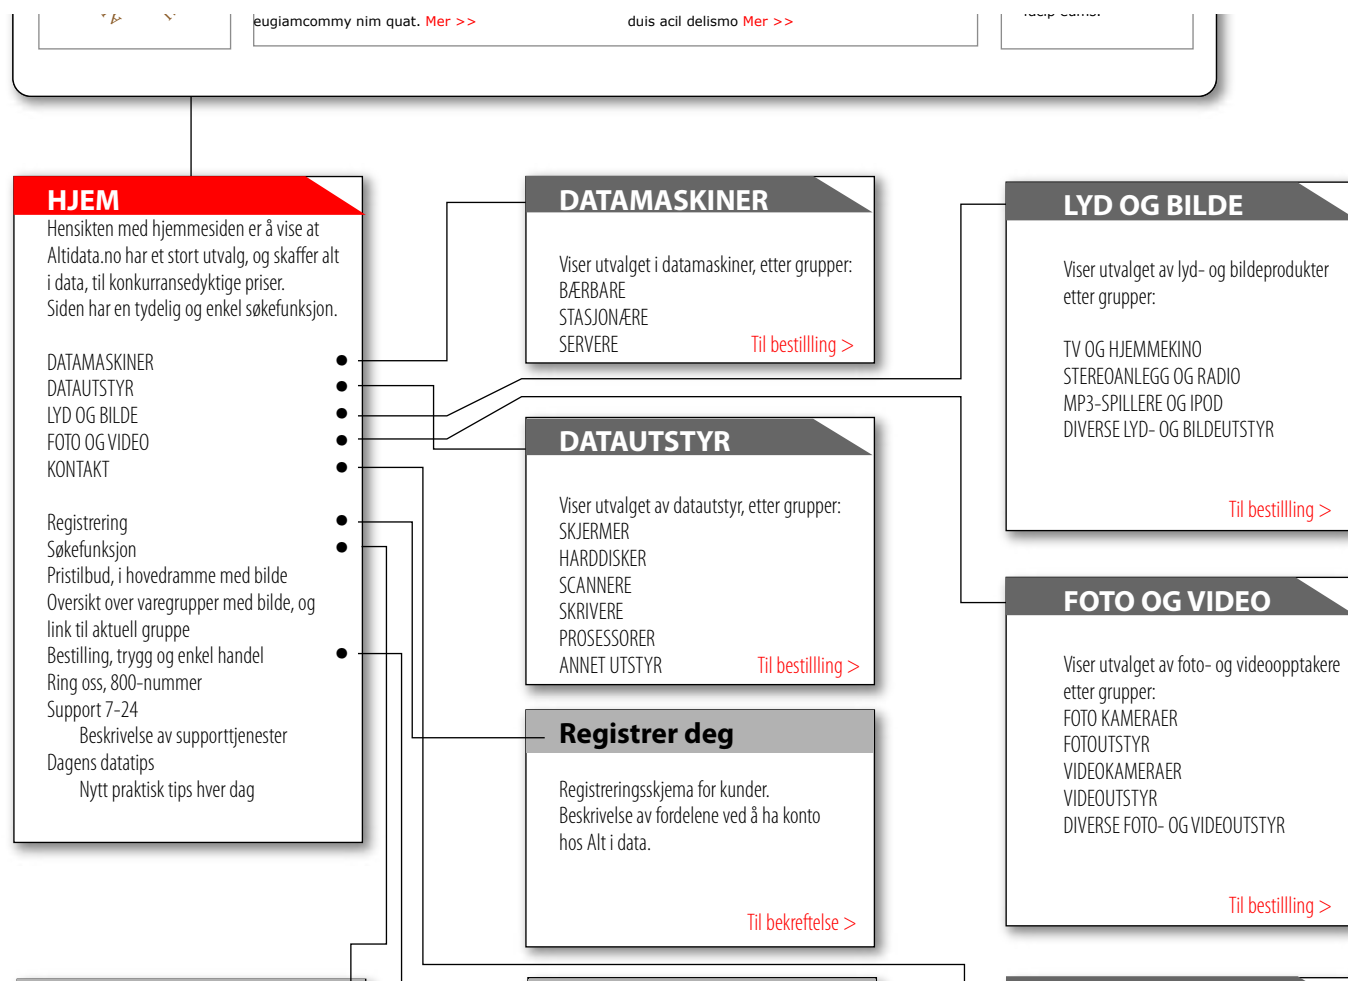 eugiamcommy nim quat. Mer >>
duis acil delismo Mer >>
HJEM
Hensikten med hjemmesiden er å vise at
Altidata.no har et stort utvalg, og skaffer alt
i data, til konkurransedyktige priser.
Siden har en tydelig og enkel søkefunksjon.
DATAMASKINER
DATAUTSTYR
LYD OG BILDE
FOTO OG VIDEO
KONTAKT
Registrering
Søkefunksjon
Pristilbud, i hovedramme med bilde
Oversikt over varegrupper med bilde, og
link til aktuell gruppe
Bestilling, trygg og enkel handel
Ring oss, 800-nummer
Support 7-24
Beskrivelse av supporttjenester
Dagens datatips
Nytt praktisk tips hver dag
DATAMASKINER
Viser utvalget i datamaskiner, etter grupper:
BÆRBARE
STASJONÆRE
SERVERE
Til bestillling >
DATAUTSTYR
Viser utvalget av datautstyr, etter grupper:
SKJERMER
HARDDISKER
SCANNERE
SKRIVERE
PROSESSORER
ANNET UTSTYR
Til bestillling >
Registrer deg
Registreringsskjema for kunder.
Beskrivelse av fordelene ved å ha konto
hos Alt i data.
Til bekreftelse >
LYD OG BILDE
Viser utvalget av lyd- og bildeprodukter
etter grupper:
TV OG HJEMMEKINO
STEREOANLEGG OG RADIO
MP3-SPILLERE OG IPOD
DIVERSE LYD- OG BILDEUTSTYR
Til bestillling >
FOTO OG VIDEO
Viser utvalget av foto- og videoopptakere
etter grupper:
FOTO KAMERAER
FOTOUTSTYR
VIDEOKAMERAER
VIDEOUTSTYR
DIVERSE FOTO- OG VIDEOUTSTYR
Til bestillling >